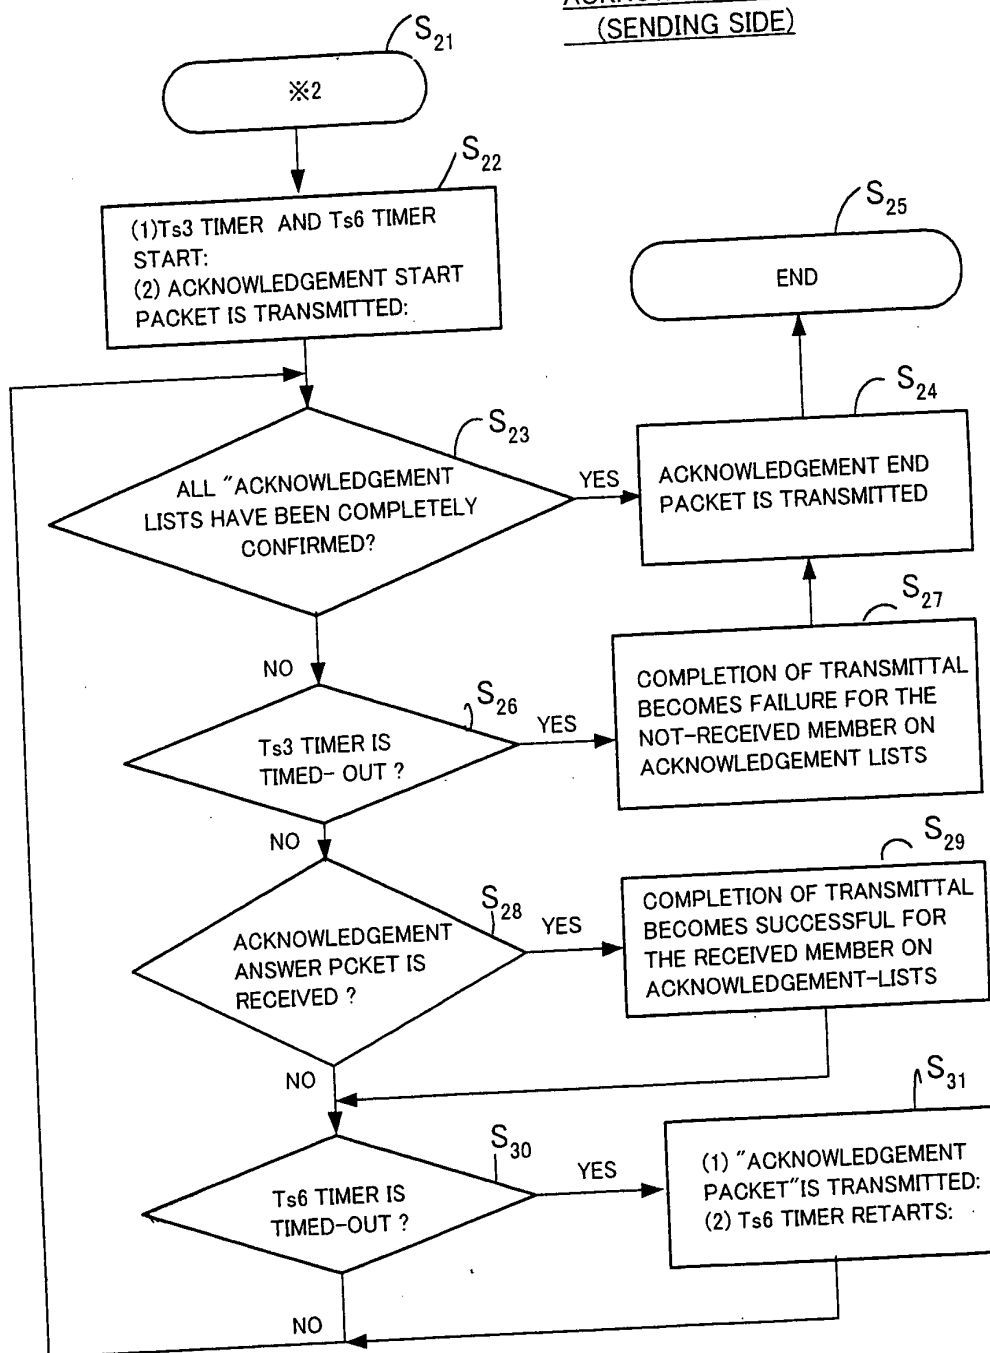 (SENDING SIDE)
S21
※2
S22
(1)Ts3 TIMER AND Ts6 TIMER
START:
(2) ACKNOWLEDGEMENT START
PACKET IS TRANSMITTED:
S25
END
S23
ALL "ACKNOWLEDGEMENT
LISTS HAVE BEEN COMPLETELY
CONFIRMED?
YES
S24
ACKNOWLEDGEMENT END
PACKET IS TRANSMITTED
NO
S26
Ts3 TIMER IS
TIMED- OUT ?
YES
S27
COMPLETION OF TRANSMITTAL
BECOMES FAILURE FOR THE
NOT-RECEIVED MEMBER ON
ACKNOWLEDGEMENT LISTS
NO
S28
ACKNOWLEDGEMENT
ANSWER PCKET IS
RECEIVED ?
YES
S29
COMPLETION OF TRANSMITTAL
BECOMES SUCCESSFUL FOR
THE RECEIVED MEMBER ON
ACKNOWLEDGEMENT-LISTS
NO
S30
Ts6 TIMER IS
TIMED-OUT ?
YES
S31
(1) "ACKNOWLEDGEMENT
PACKET"IS TRANSMITTED:
(2) Ts6 TIMER RETARTS:
NO